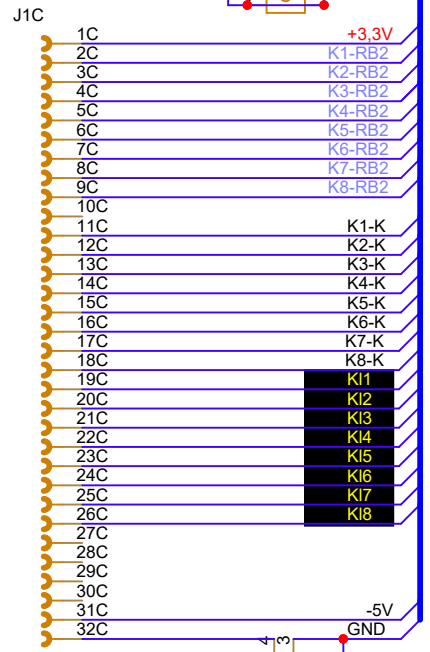 J1C
1C +3,3V
2C K1-RB2
3C K2-RB2
4C K3-RB2
5C K4-RB2
6C K5-RB2
7C K6-RB2
8C K7-RB2
9C K8-RB2
10C
11C K1-K
12C K2-K
13C K3-K
14C K4-K
15C K5-K
16C K6-K
17C K7-K
18C K8-K
19C KI1
20C KI2
21C KI3
22C KI4
23C KI5
24C KI6
25C KI7
26C KI8
27C
28C
29C
30C
31C -5V
32C GND
4 3